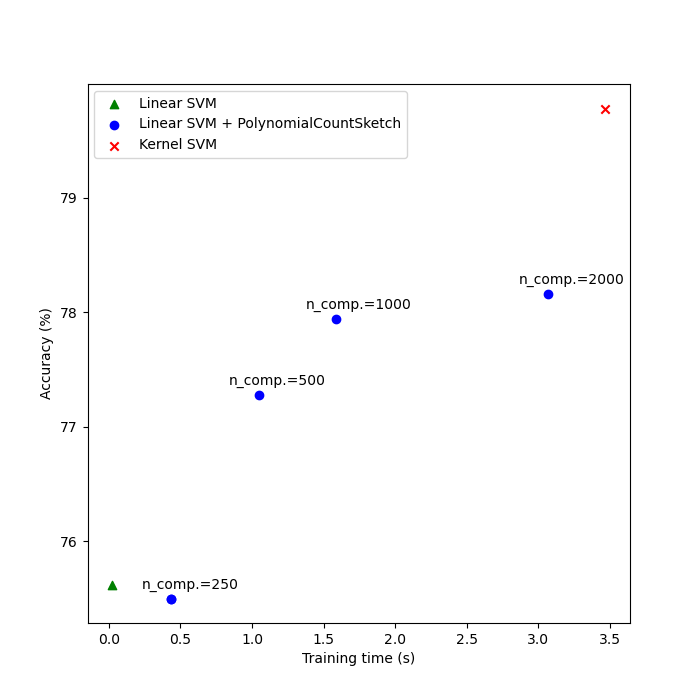 Linear SVM
Linear SVM + PolynomialCountSketch
Kernel SVM
79
n_comp.=2000
78
n_comp.=1000
Accuracy (%)
n_comp.=500
77
76
n_comp.=250
0.0 0.5 1.0 1.5 2.0 2.5 3.0 3.5
Training time (s)